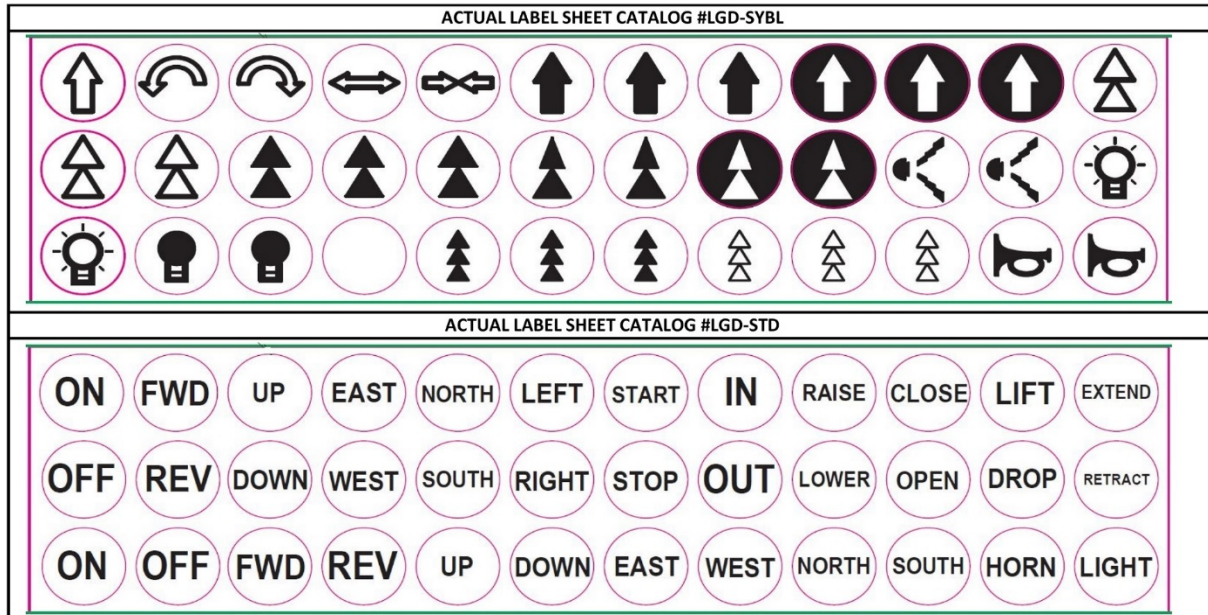 ACTUAL LABEL SHEET CATALOG #LGD-SYBL
ACTUAL LABEL SHEET CATALOG #LGD-STD
ON FWD UP EAST NORTH LEFT START IN RAISE CLOSE LIFT EXTEND
OFF REV DOWN WEST SOUTH RIGHT STOP OUT LOWER OPEN DROP RETRACT
ON OFF FWD REV UP DOWN EAST WEST NORTH SOUTH HORN LIGHT